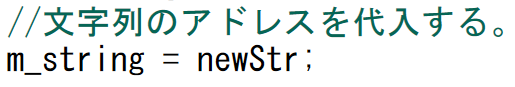 //文字列のアドレスを代入する。
m_string = newStr;